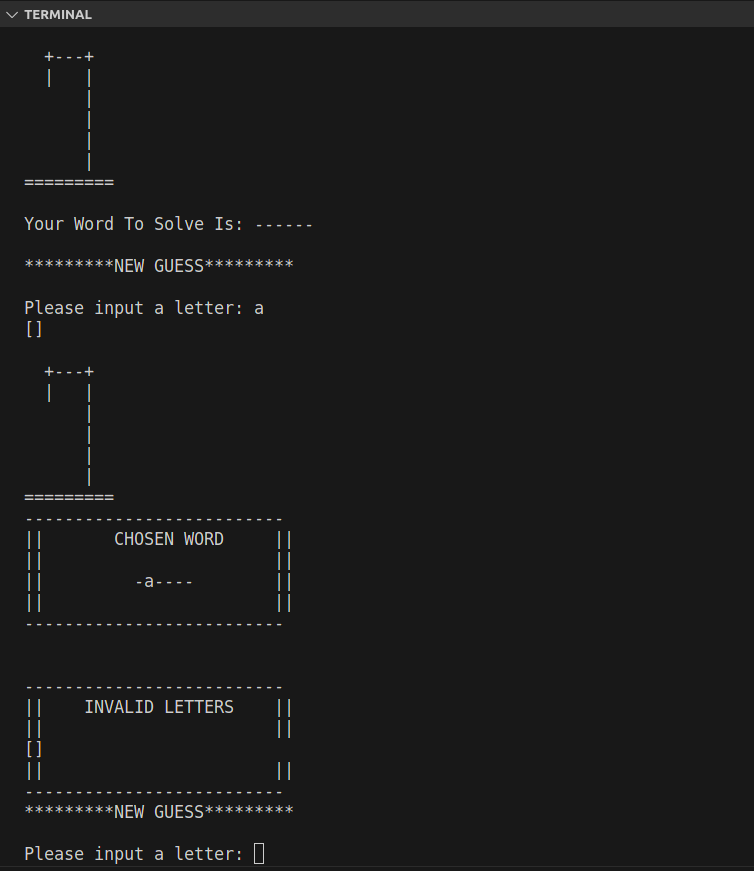 TERMINAL
  +---+
  |   |
      |
      |
      |
      |
=========
Your Word To Solve Is: ------
*********NEW GUESS*********
Please input a letter: a
[]
  +---+
  |   |
      |
      |
      |
      |
=========
--------------------------
||       CHOSEN WORD     ||
||                       ||
||         -a----        ||
||                       ||
--------------------------
--------------------------
||    INVALID LETTERS    ||
||                       ||
[]
||                       ||
--------------------------
*********NEW GUESS*********
Please input a letter: